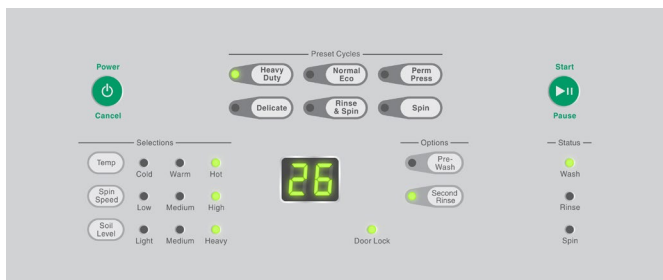 Preset Cycles
Power
Cancel
Heavy
Duty
Normal
Eco
Perm
Press
Delicate
Rinse
& Spin
Spin
Start
Pause
Selections
Temp
Cold
Warm
Hot
Spin
Speed
Low
Medium
High
Soil
Level
Light
Medium
Heavy
26
Door Lock
Options
Pre-
Wash
Second
Rinse
Status
Wash
Rinse
Spin